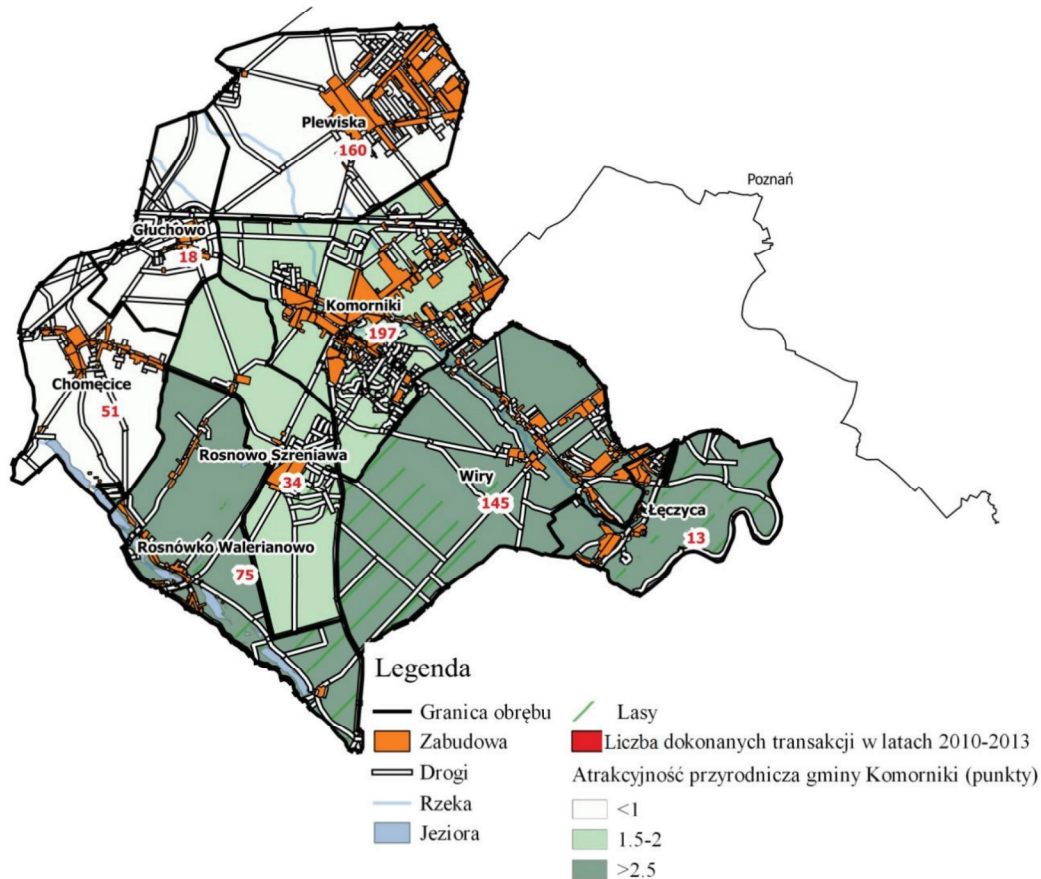 Plewiska
160
Poznań
Głuchowo
18
Komorniki
197
Chomęcice
51
Rosnowo Szreniawa
34
Wiry
145
Łęczyca
13
Rosnówko Walerianowo
75
Legenda
Granica obrębu
Zabudowa
Drogi
Rzeka
Jeziora
Lasy
Liczba dokonanych transakcji w latach 2010-2013
Atrakcyjność przyrodnicza gminy Komorniki (punkty)
<1
1.5-2
>2.5